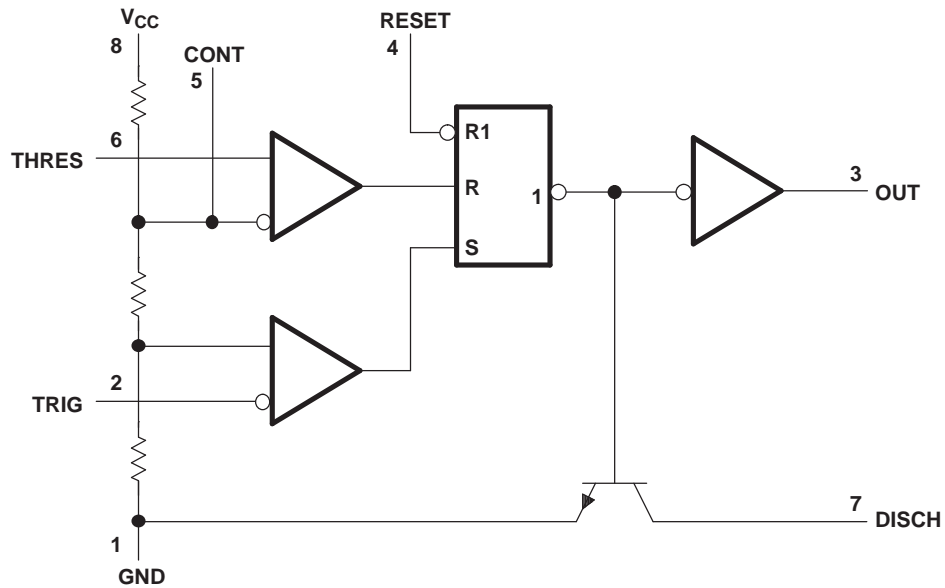 VCC
8
CONT
5
RESET
4
6
THRES
R1
R
1
S
3
OUT
2
TRIG
7
DISCH
1
GND